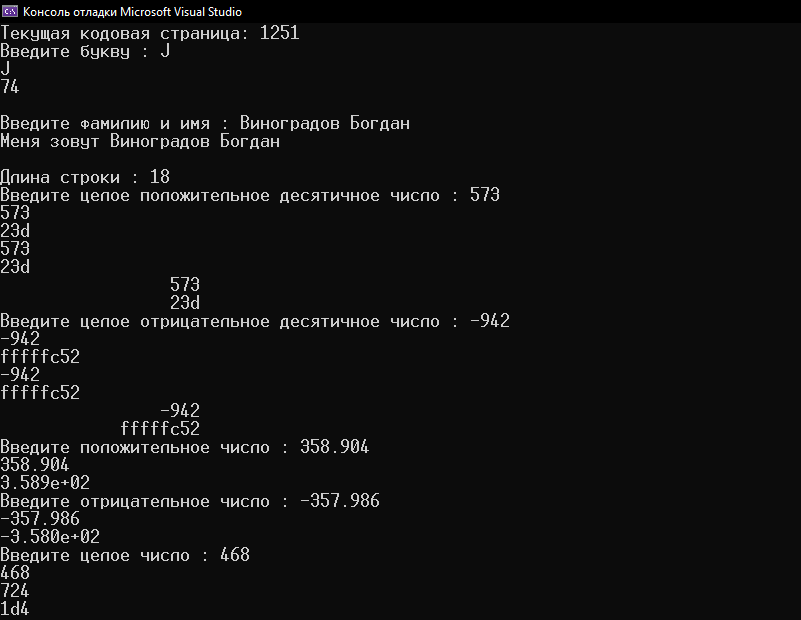 Консоль отладки Microsoft Visual Studio
Текущая кодовая страница: 1251
Введите букву : J
J
74
Введите фамилию и имя : Виноградов Богдан
Меня зовут Виноградов Богдан
Длина строки : 18
Введите целое положительное десятичное число : 573
573
23d
573
23d
573
23d
Введите целое отрицательное десятичное число : -942
-942
fffffc52
-942
fffffc52
-942
fffffc52
Введите положительное число : 358.904
358.904
3.589e+02
Введите отрицательное число : -357.986
-357.986
-3.580e+02
Введите целое число : 468
468
724
1d4